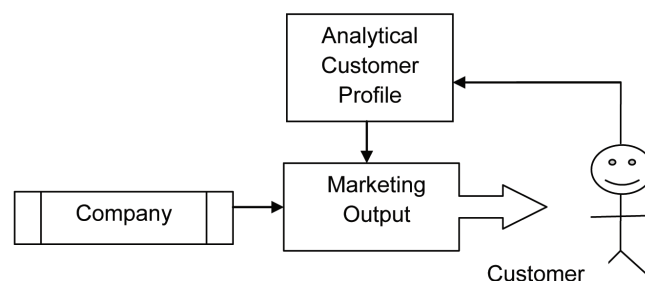 Analytical
Customer
Profile
Marketing
Output
Company
Customer